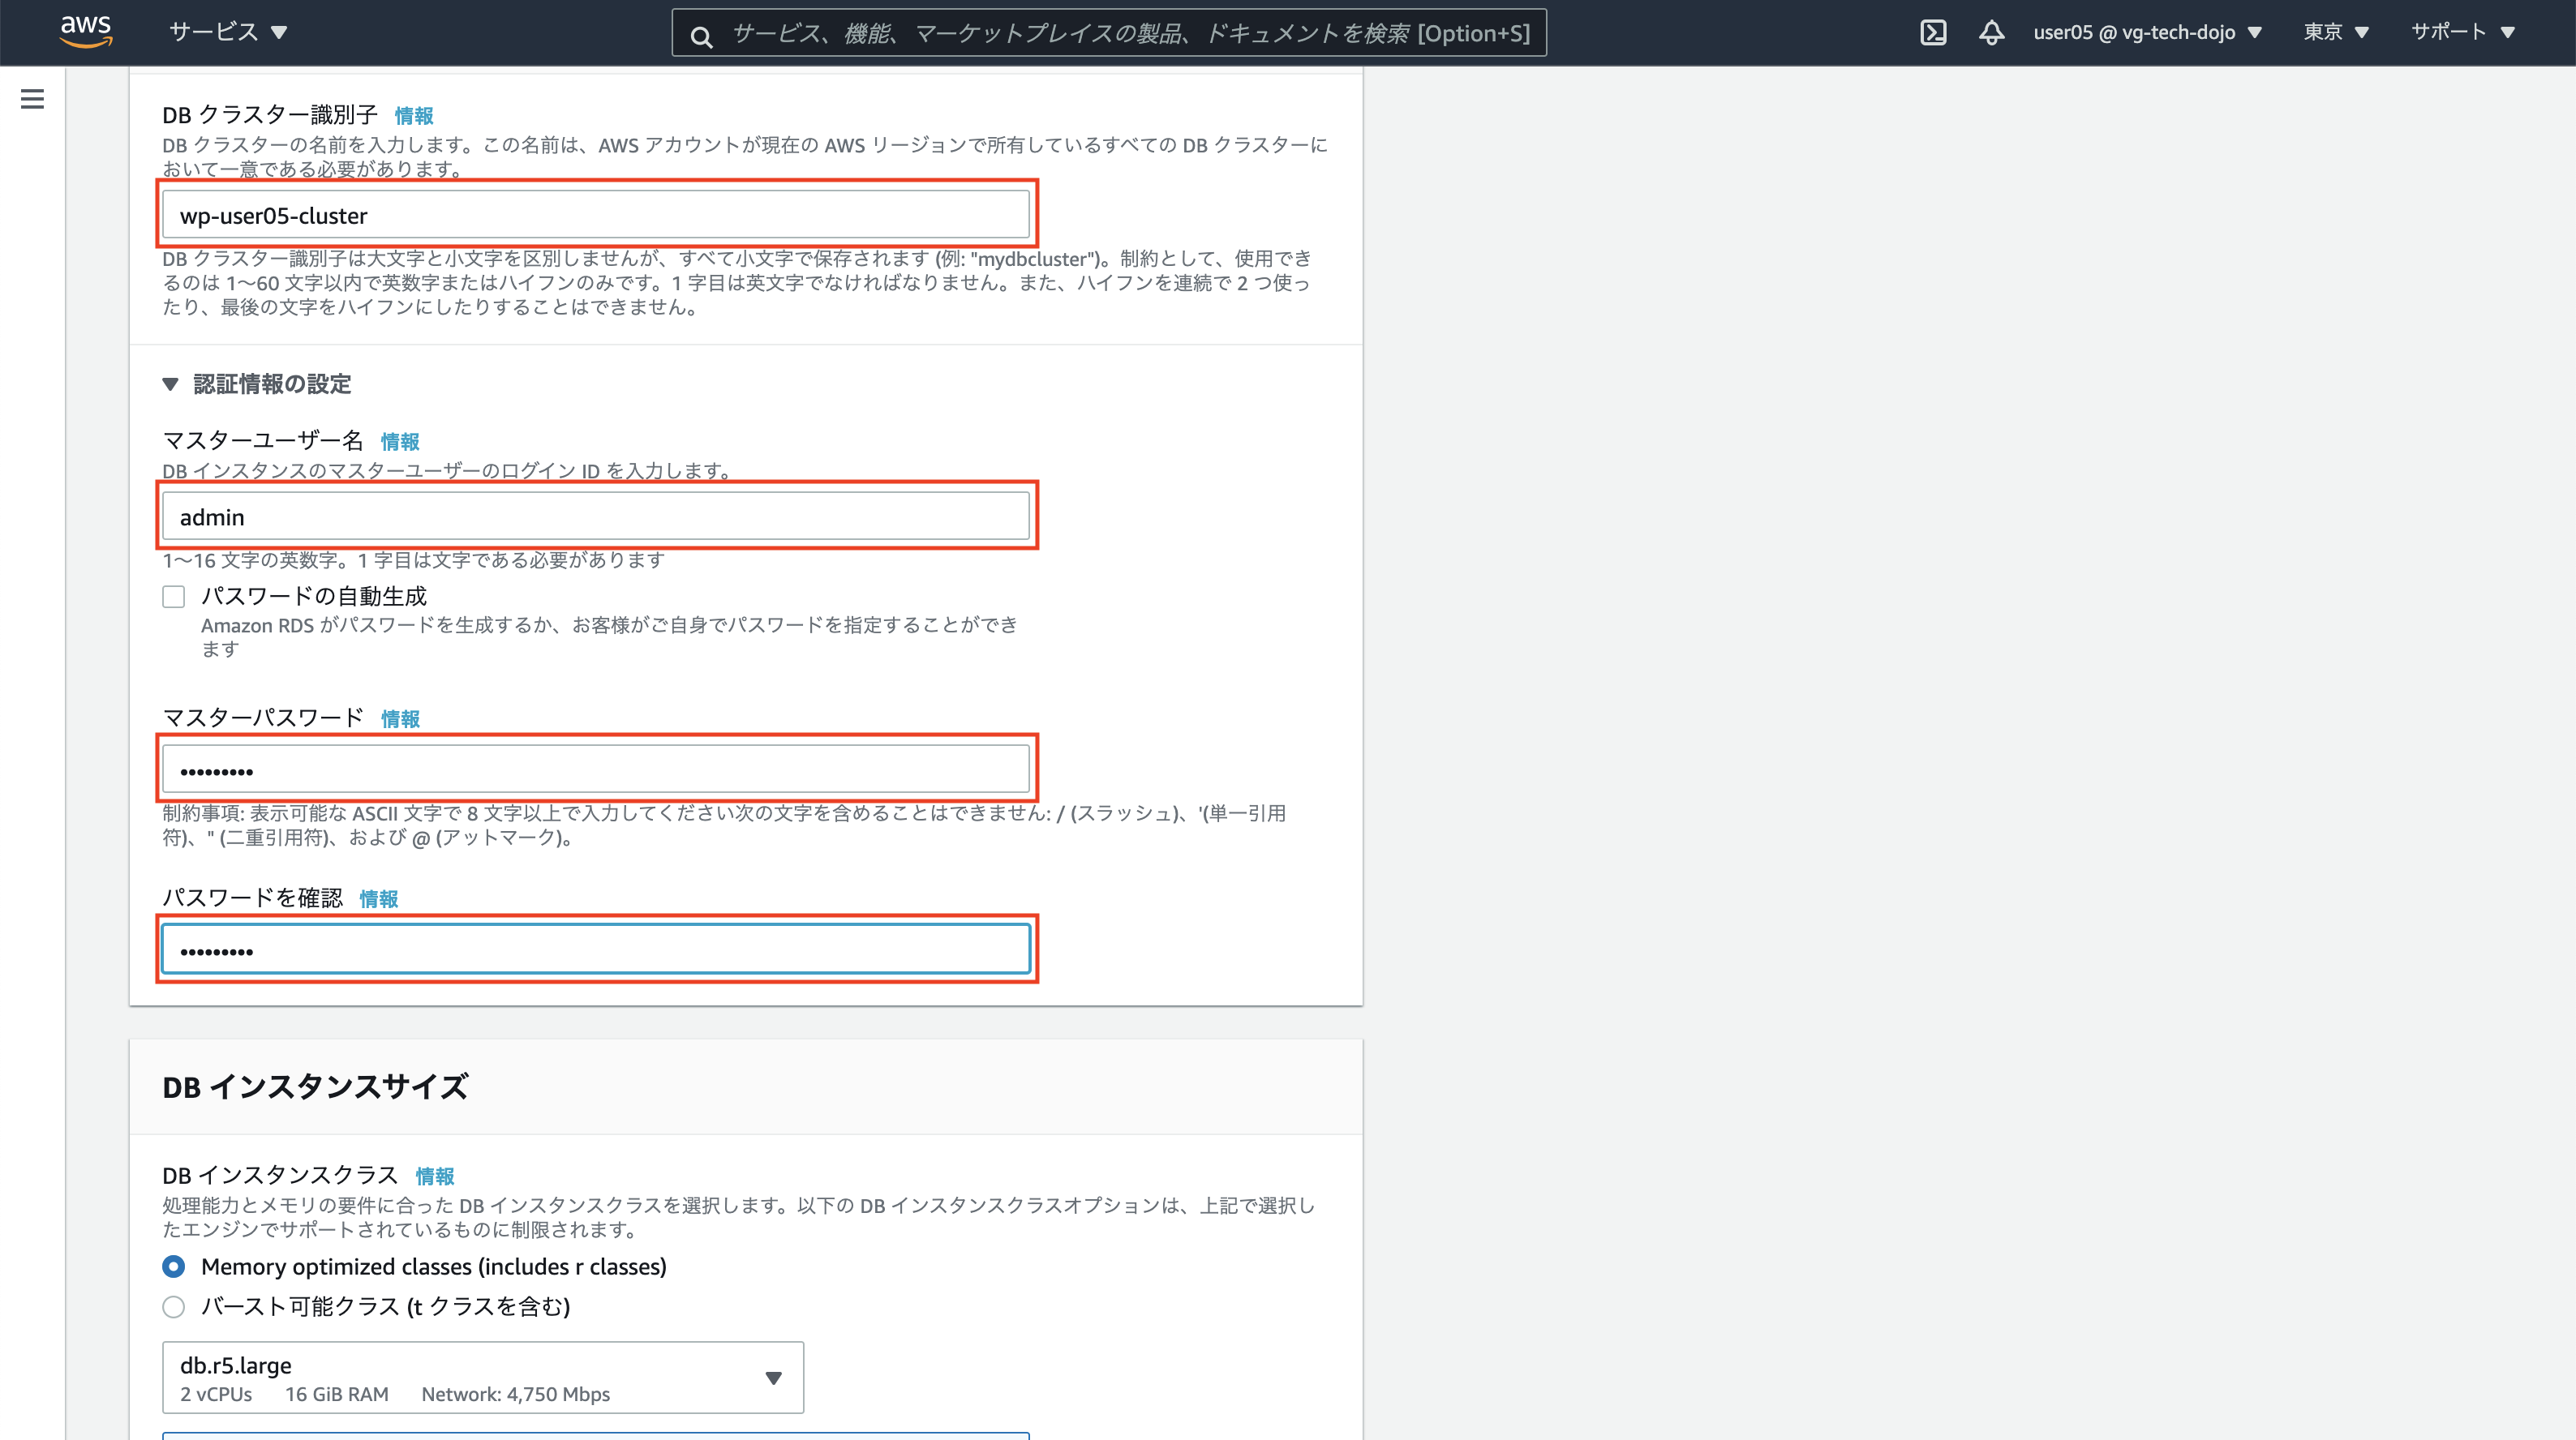 aws サービス ▼ サービス、機能、マーケットプレイスの製品、ドキュメントを検索 [Option+S] user05 @ vg-tech-dojo ▼ 東京 ▼ サポート ▼
DB クラスター識別子 情報
DB クラスターの名前を入力します。この名前は、AWS アカウントが現在の AWS リージョンで所有しているすべての DB クラスターに
おいて一意である必要があります。
wp-user05-cluster
DB クラスター識別子は大文字と小文字を区別しませんが、すべて小文字で保存されます (例: "mydbcluster")。制約として、使用でき
るのは 1〜60 文字以内で英数字またはハイフンのみです。1 字目は英文字でなければなりません。また、ハイフンを連続で 2 つ使っ
たり、最後の文字をハイフンにしたりすることはできません。
▼ 認証情報の設定
マスターユーザー名 情報
DB インスタンスのマスターユーザーのログイン ID を入力します。
admin
1〜16 文字の英数字。1 字目は文字である必要があります
パスワードの自動生成
Amazon RDS がパスワードを生成するか、お客様がご自身でパスワードを指定することができ
ます
マスターパスワード 情報
•••••••••
制約事項: 表示可能な ASCII 文字で 8 文字以上で入力してください次の文字を含めることはできません: / (スラッシュ)、'(単一引用
符)、" (二重引用符)、および @ (アットマーク)。
パスワードを確認 情報
•••••••••
DB インスタンスサイズ
DB インスタンスクラス 情報
処理能力とメモリの要件に合った DB インスタンスクラスを選択します。以下の DB インスタンスクラスオプションは、上記で選択し
たエンジンでサポートされているものに制限されます。
Memory optimized classes (includes r classes)
バースト可能クラス (t クラスを含む)
db.r5.large
2 vCPUs 16 GiB RAM Network: 4,750 Mbps